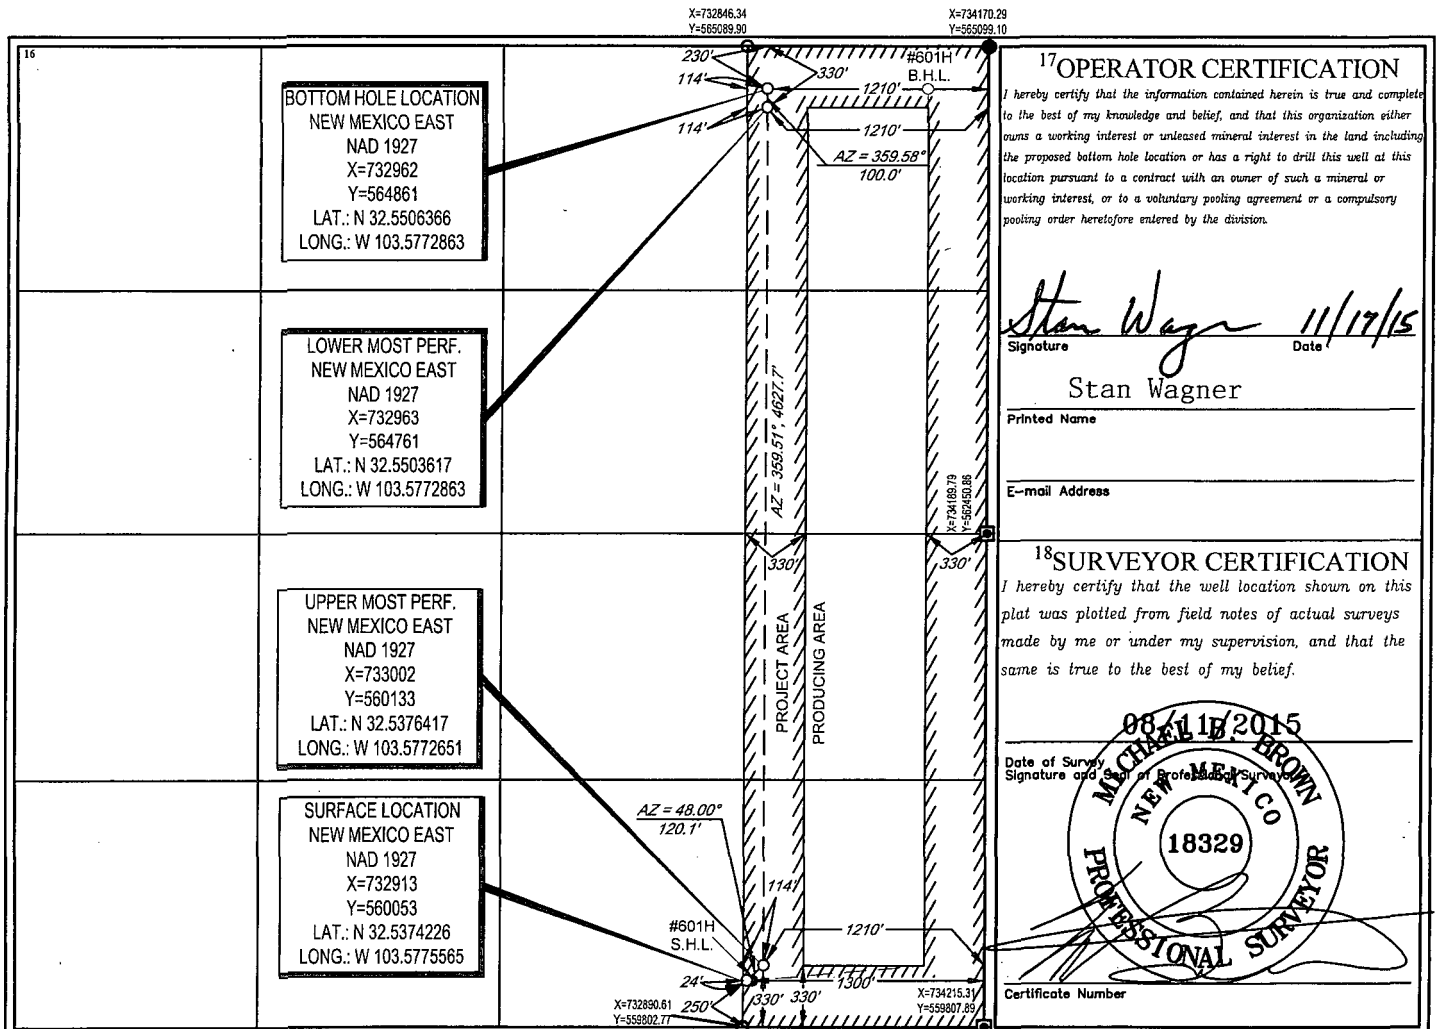 X=732846.34
Y=565089.90
X=734170.29
Y=565099.10
16
230'
114'
114'
330'
1210'
#601H
B.H.L.
1210'
AZ = 359.58°
100.0'
BOTTOM HOLE LOCATION
NEW MEXICO EAST
NAD 1927
X=732962
Y=564861
LAT.: N 32.5506366
LONG.: W 103.5772863
LOWER MOST PERF.
NEW MEXICO EAST
NAD 1927
X=732963
Y=564761
LAT.: N 32.5503617
LONG.: W 103.5772863
AZ = 359.51°, 4627.7'
X=734189.79
Y=562450.86
330'
330'
UPPER MOST PERF.
NEW MEXICO EAST
NAD 1927
X=733002
Y=560133
LAT.: N 32.5376417
LONG.: W 103.5772651
PROJECT AREA
PRODUCING AREA
SURFACE LOCATION
NEW MEXICO EAST
NAD 1927
X=732913
Y=560053
LAT.: N 32.5374226
LONG.: W 103.5775565
AZ = 48.00°
120.1'
114'
#601H
S.H.L.
1210'
24'
1300'
X=732890.61
Y=559802.77
250'
330'
330'
X=734215.31
Y=559807.89
17OPERATOR CERTIFICATION
I hereby certify that the information contained herein is true and complete
to the best of my knowledge and belief, and that this organization either
owns a working interest or unleased mineral interest in the land including
the proposed bottom hole location or has a right to drill this well at this
location pursuant to a contract with an owner of such a mineral or
working interest, or to a voluntary pooling agreement or a compulsory
pooling order heretofore entered by the division.
Stan Wagner 11/17/15
Signature Date
Stan Wagner
Printed Name
E-mail Address
18SURVEYOR CERTIFICATION
I hereby certify that the well location shown on this
plat was plotted from field notes of actual surveys
made by me or under my supervision, and that the
same is true to the best of my belief.
08/11/2015
Date of Survey
Signature and Seal of Professional Surveyor
MICHAEL B. BROWN
NEW MEXICO
18329
PROFESSIONAL SURVEYOR
Certificate Number